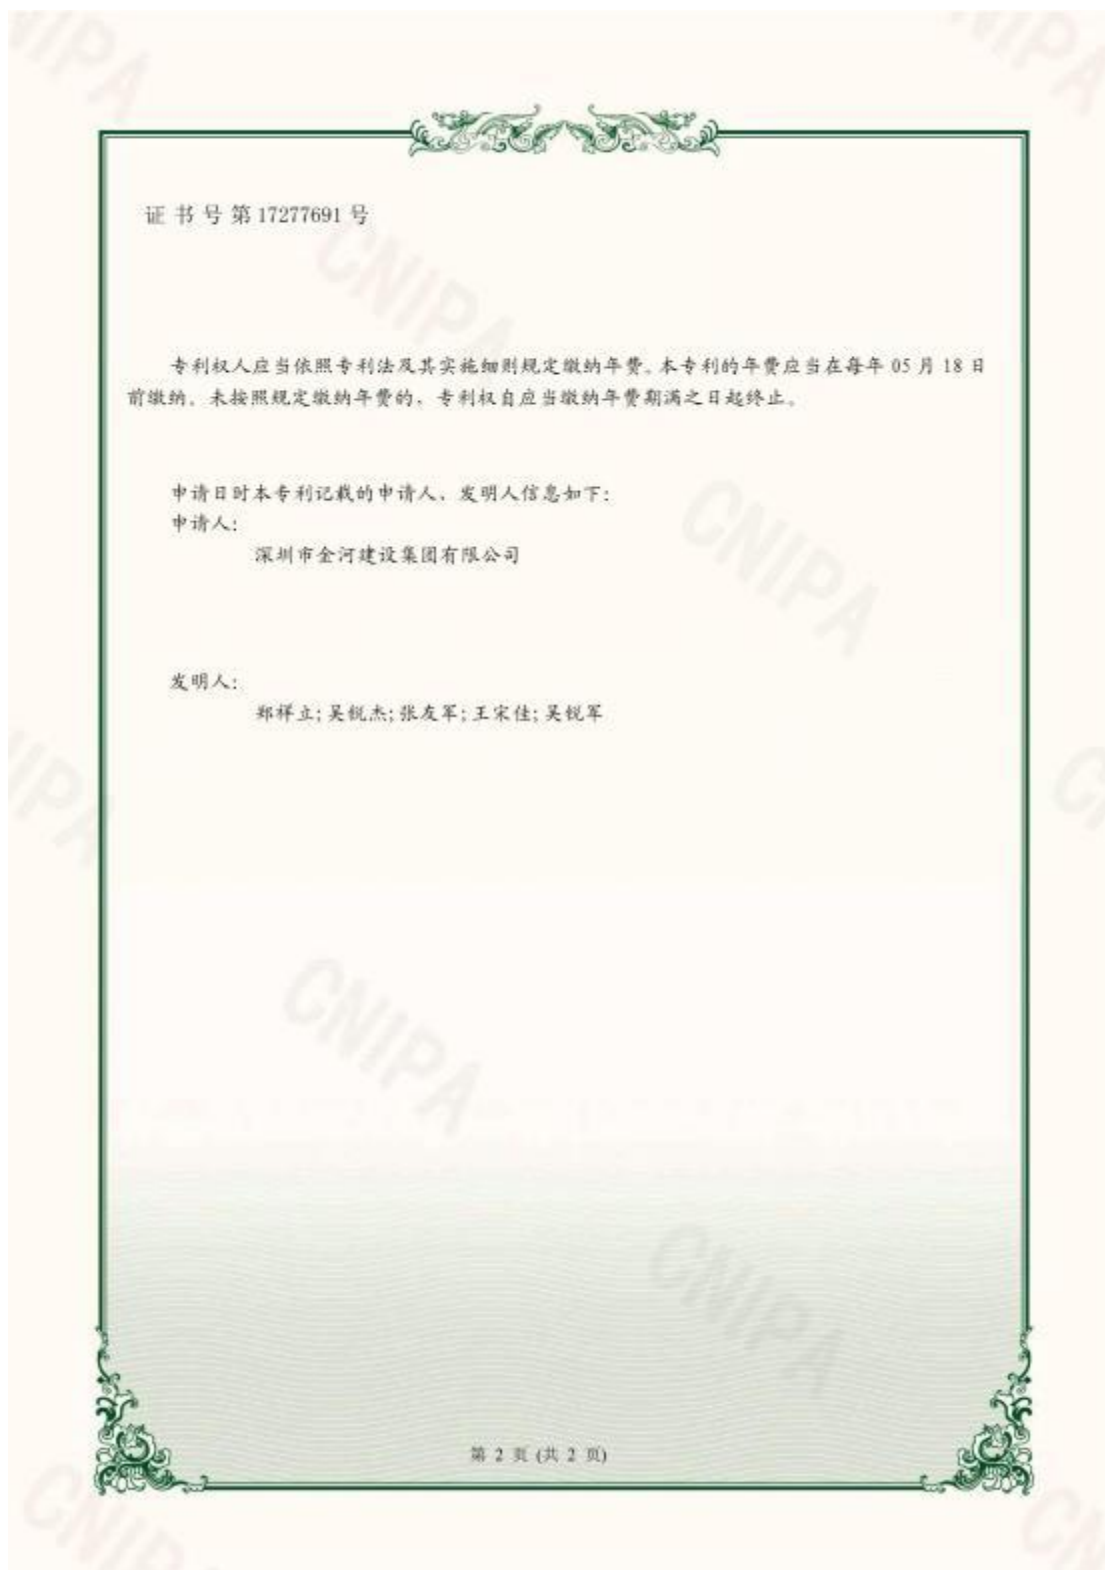 证书号第17277691号
专利权人应当依照专利法及其实施细则规定缴纳年费。本专利的年费应当在每年 05 月 18 日
前缴纳。未按照规定缴纳年费的，专利权自应当缴纳年费期满之日起终止。
申请日时本专利记载的申请人、发明人信息如下：
申请人：
深圳市金河建设集团有限公司
发明人：
郑祥立;吴锐杰;张友军;王宋佳;吴锐军
第 2 页 (共 2 页)
CNIPA
CNIPA
CNIPA
CNIPA